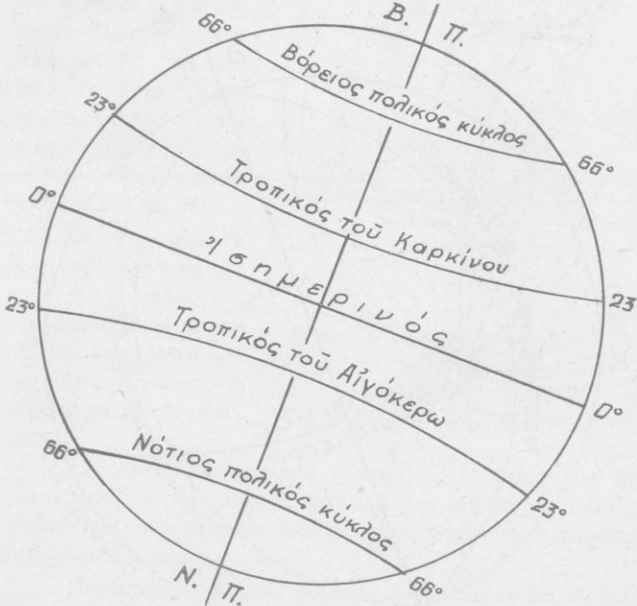 Β. Π.
66°
Βόρειος πολικός κύκλος
66°
23°
Τροπικός τοῦ Καρκίνου
23°
0°
Ἰσημερινός
0°
23°
Τροπικός τοῦ Αἰγόκερω
23°
66°
Νότιος πολικός κύκλος
66°
Ν. Π.